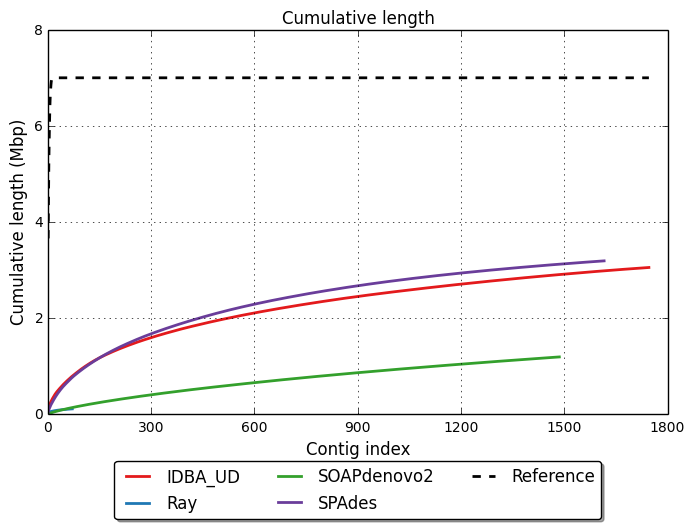 Cumulative length
8
6
4
2
0
Cumulative length (Mbp)
0 300 600 900 1200 1500 1800
Contig index
IDBA_UD SOAPdenovo2 Reference
Ray SPAdes